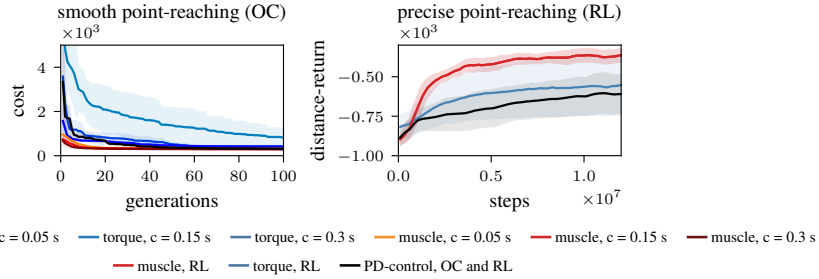 smooth point-reaching (OC)
×10³
4
2
0
cost
0 20 40 60 80 100
generations
precise point-reaching (RL)
×10³
−0.50
−0.75
−1.00
distance-return
0.0 0.5 1.0
×10⁷
steps
c = 0.05 s torque, c = 0.15 s torque, c = 0.3 s muscle, c = 0.05 s muscle, c = 0.15 s muscle, c = 0.3 s
muscle, RL torque, RL PD-control, OC and RL